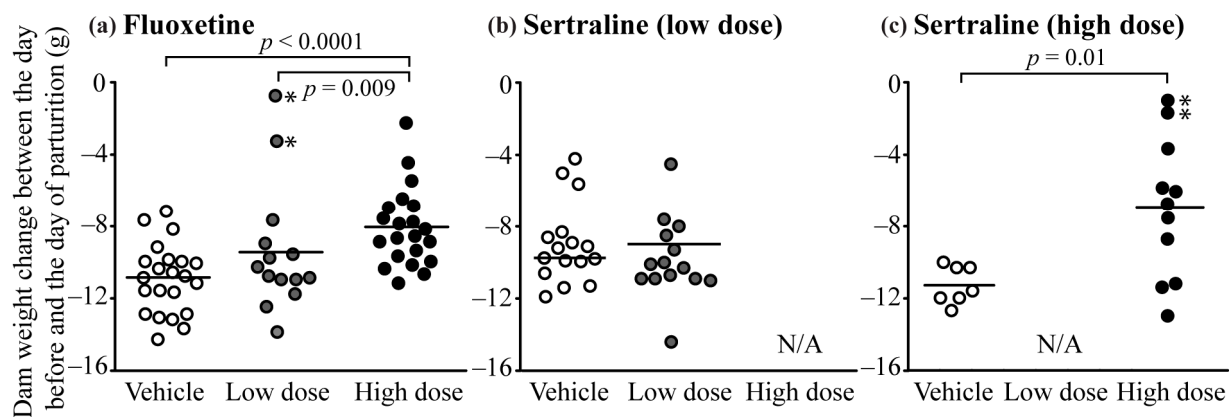 Dam weight change between the day
before and the day of parturition (g)
(a) Fluoxetine
p < 0.0001
p = 0.009
0
−4
−8
−12
−16
*
*
Vehicle Low dose High dose
(b) Sertraline (low dose)
0
−4
−8
−12
−16
N/A
Vehicle Low dose High dose
(c) Sertraline (high dose)
p = 0.01
0
−4
−8
−12
−16
*
*
N/A
Vehicle Low dose High dose